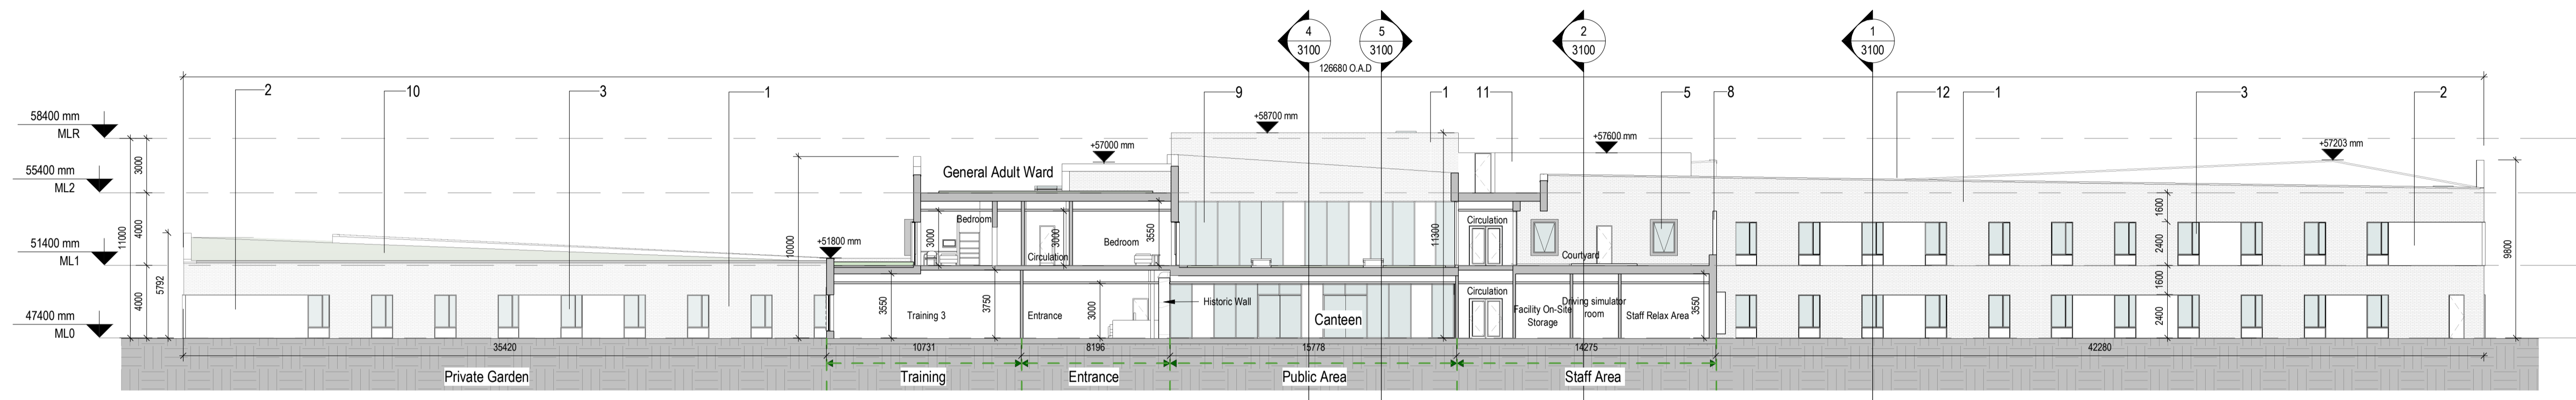 4
3100
5
3100
2
3100
1
3100
126680 O.A.D
2
10
3
1
9
1
11
5
8
12
1
3
2
58400 mm
MLR
+58700 mm
+57600 mm
+57000 mm
+57203 mm
55400 mm
ML2
General Adult Ward
51400 mm
ML1
+51800 mm
47400 mm
ML0
11000
3000
4000
4000
5792
10000
Bedroom
3000
Circulation
3000
Bedroom
3550
11300
Circulation
Courtyard
1600
2400
1600
2400
9800
3550
Training 3
3750
Entrance
3000
Historic Wall
Canteen
Circulation
Facility On-Site
Storage
Driving simulator
room
Staff Relax Area
3550
35420
10731
8196
15778
14275
42280
Private Garden
Training
Entrance
Public Area
Staff Area